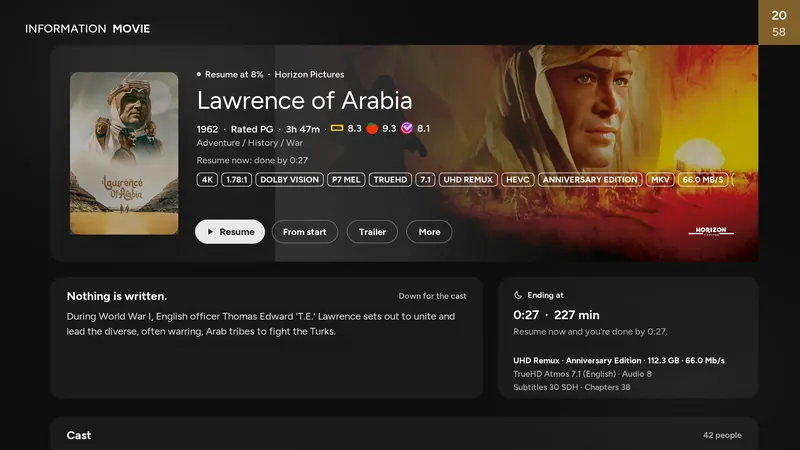 INFORMATION MOVIE
20
58
Resume at 8% · Horizon Pictures
Lawrence of Arabia
1962 · Rated PG · 3h 47m · 8.3 9.3 8.1
Adventure / History / War
Resume now: done by 0:27
4K 1.78:1 DOLBY VISION P7 MEL TRUEHD 7.1 UHD REMUX HEVC ANNIVERSARY EDITION MKV 66.0 MB/S
Lawrence
Of Arabia
Resume From start Trailer More
HORIZON
Nothing is written.
Down for the cast
During World War I, English officer Thomas Edward 'T.E.' Lawrence sets out to unite and
lead the diverse, often warring, Arab tribes to fight the Turks.
Ending at
0:27 · 227 min
Resume now and you're done by 0:27.
UHD Remux · Anniversary Edition · 112.3 GB · 66.0 Mb/s
TrueHD Atmos 7.1 (English) · Audio 8
Subtitles 30 SDH · Chapters 38
Cast
42 people